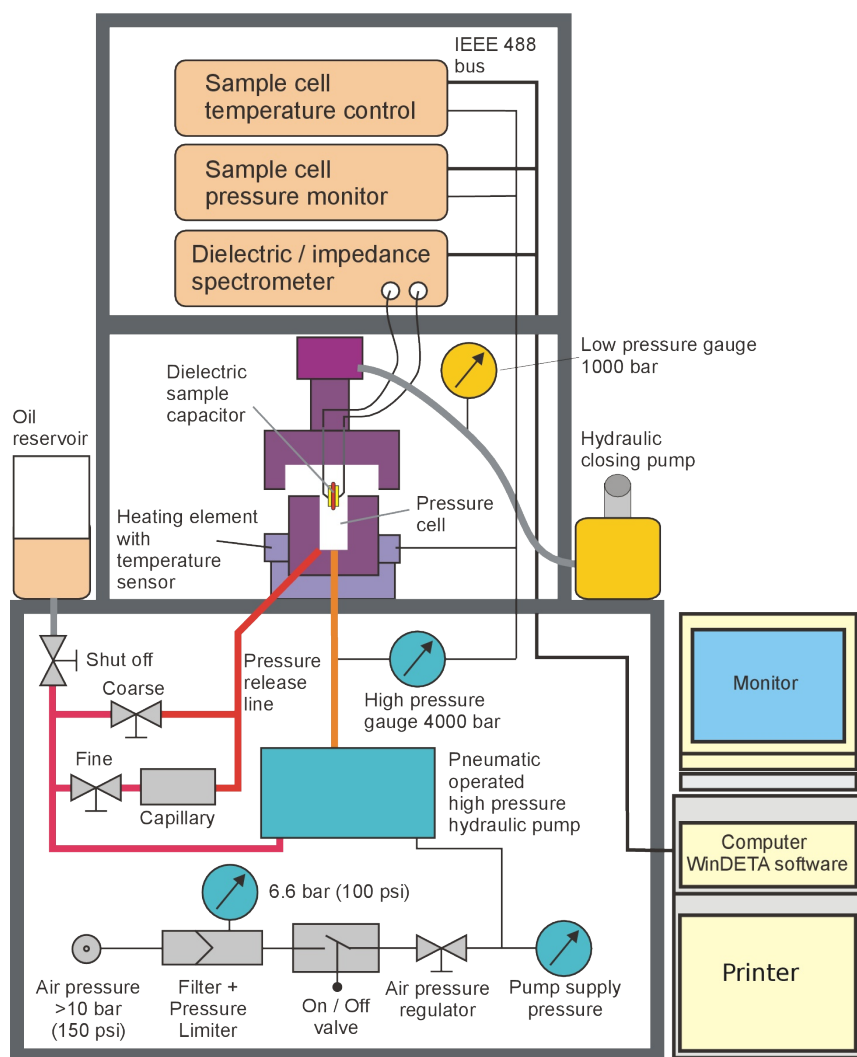 IEEE 488
bus
Sample cell
temperature control
Sample cell
pressure monitor
Dielectric / impedance
spectrometer
Low pressure gauge
1000 bar
Dielectric
sample
capacitor
Oil
reservoir
Hydraulic
closing pump
Pressure
cell
Heating element
with
temperature
sensor
Shut off
Pressure
release
line
Coarse
High pressure
gauge 4000 bar
Monitor
Fine
Capillary
Pneumatic
operated
high pressure
hydraulic pump
Computer
WinDETA software
6.6 bar (100 psi)
Air pressure
>10 bar
(150 psi)
Filter +
Pressure
Limiter
On / Off
valve
Air pressure
regulator
Pump supply
pressure
Printer